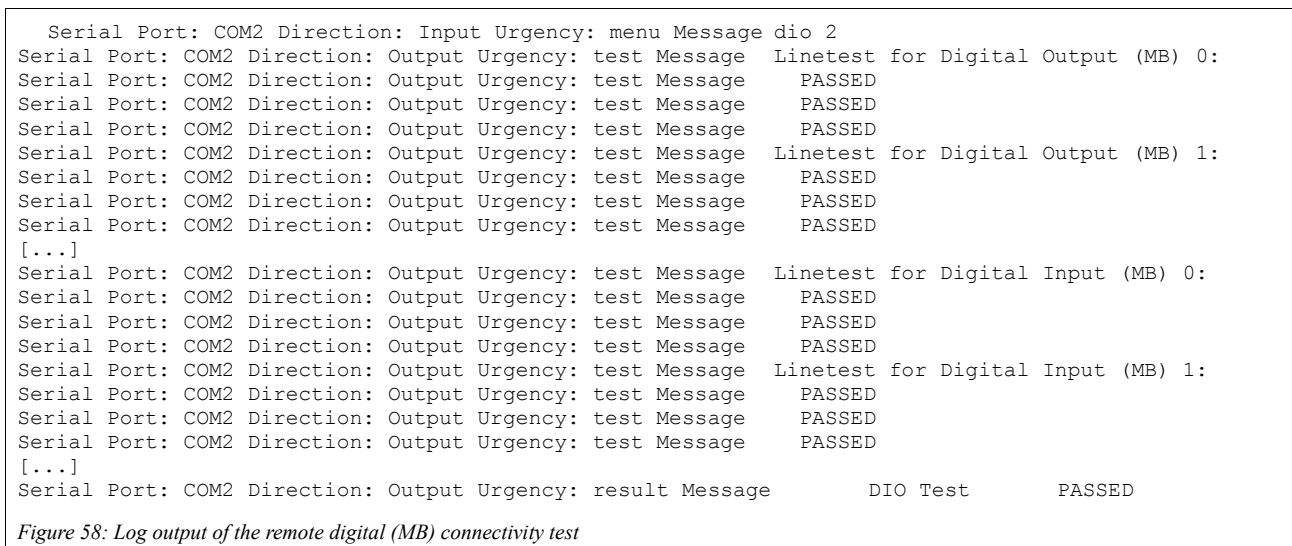 Serial Port: COM2 Direction: Input Urgency: menu Message dio 2
Serial Port: COM2 Direction: Output Urgency: test Message  Linetest for Digital Output (MB) 0:
Serial Port: COM2 Direction: Output Urgency: test Message    PASSED
Serial Port: COM2 Direction: Output Urgency: test Message    PASSED
Serial Port: COM2 Direction: Output Urgency: test Message    PASSED
Serial Port: COM2 Direction: Output Urgency: test Message  Linetest for Digital Output (MB) 1:
Serial Port: COM2 Direction: Output Urgency: test Message    PASSED
Serial Port: COM2 Direction: Output Urgency: test Message    PASSED
Serial Port: COM2 Direction: Output Urgency: test Message    PASSED
[...]
Serial Port: COM2 Direction: Output Urgency: test Message  Linetest for Digital Input (MB) 0:
Serial Port: COM2 Direction: Output Urgency: test Message    PASSED
Serial Port: COM2 Direction: Output Urgency: test Message    PASSED
Serial Port: COM2 Direction: Output Urgency: test Message    PASSED
Serial Port: COM2 Direction: Output Urgency: test Message  Linetest for Digital Input (MB) 1:
Serial Port: COM2 Direction: Output Urgency: test Message    PASSED
Serial Port: COM2 Direction: Output Urgency: test Message    PASSED
Serial Port: COM2 Direction: Output Urgency: test Message    PASSED
[...]
Serial Port: COM2 Direction: Output Urgency: result Message       DIO Test      PASSED
Figure 58: Log output of the remote digital (MB) connectivity test